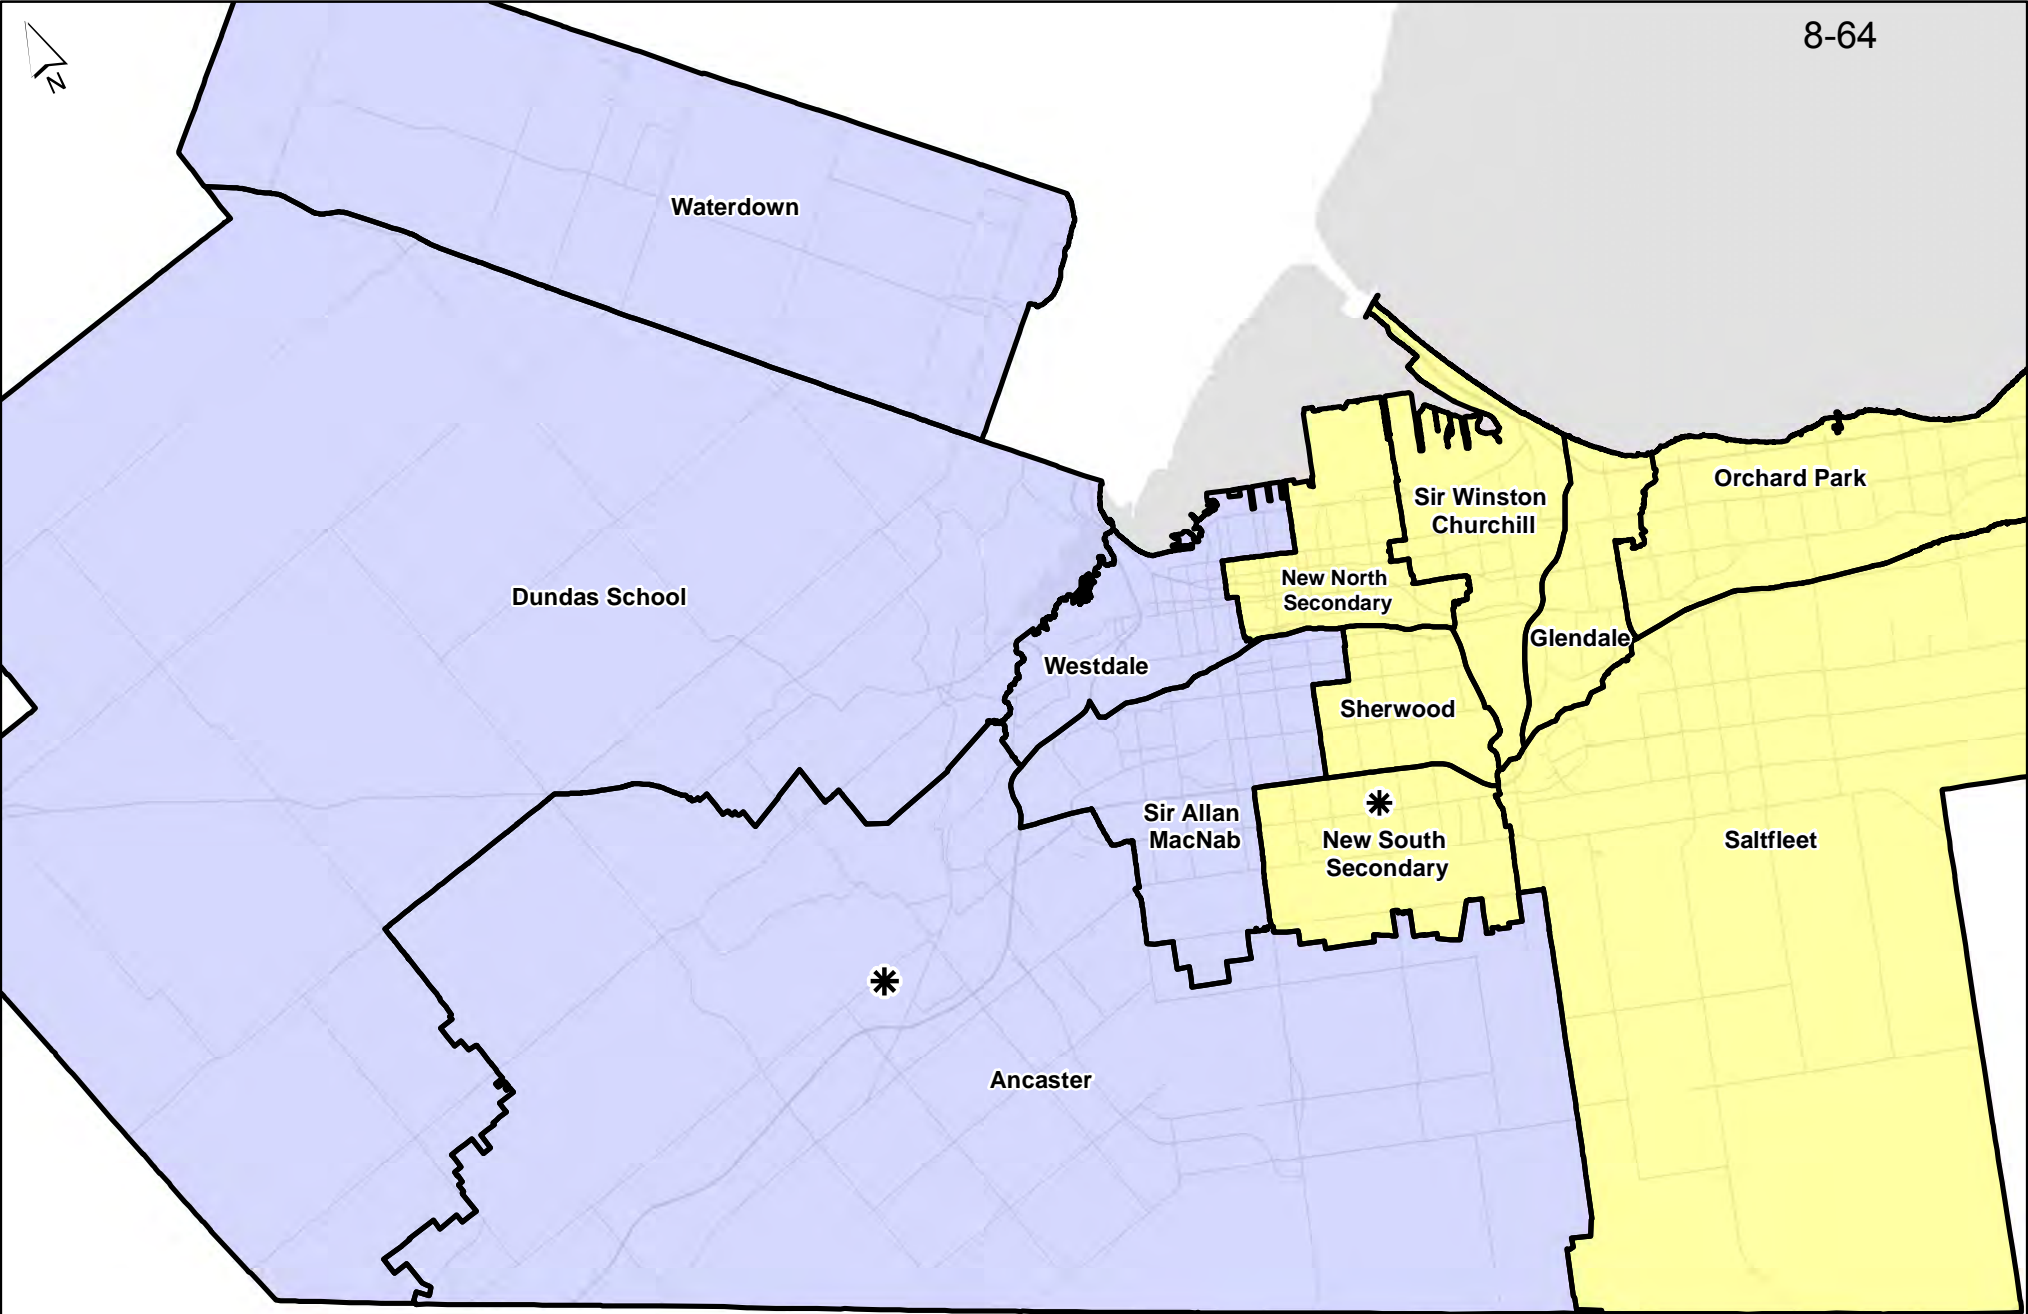 8-64
N
Waterdown
Orchard Park
Sir Winston
Churchill
New North
Secondary
Dundas School
Glendale
Westdale
Sherwood
Sir Allan
MacNab
New South
Secondary
Saltfleet
Ancaster